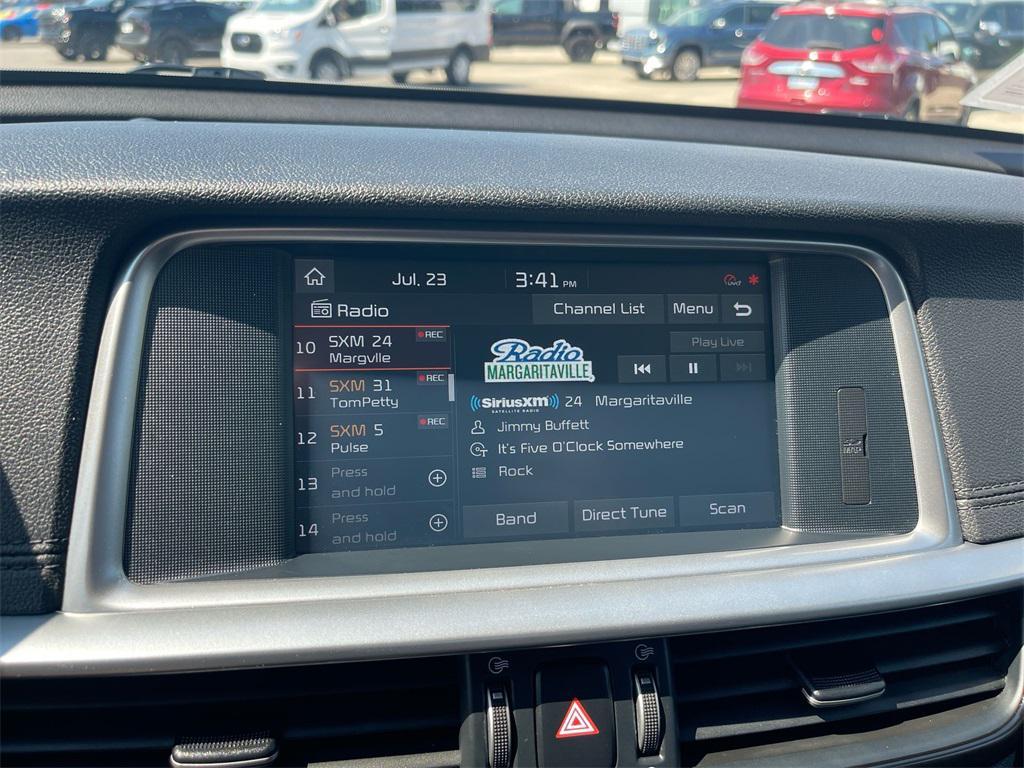 Jul. 23 3:41 PM
Radio Channel List Menu
10 SXM 24 REC
Margvlle
11 SXM 31 REC
TomPetty
12 SXM 5 REC
Pulse
13 Press
and hold
14 Press
and hold
Radio
MARGARITAVILLE
Play Live
SiriusXM 24 Margaritaville
SATELLITE RADIO
Jimmy Buffett
It's Five O'Clock Somewhere
Rock
Band Direct Tune Scan